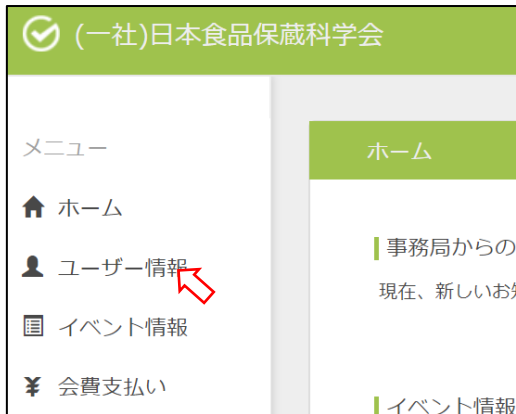 (一社)日本食品保蔵科学会
メニュー
ホーム
ユーザー情報
イベント情報
会費支払い
ホーム
事務局からの
現在、新しいお
イベント情報